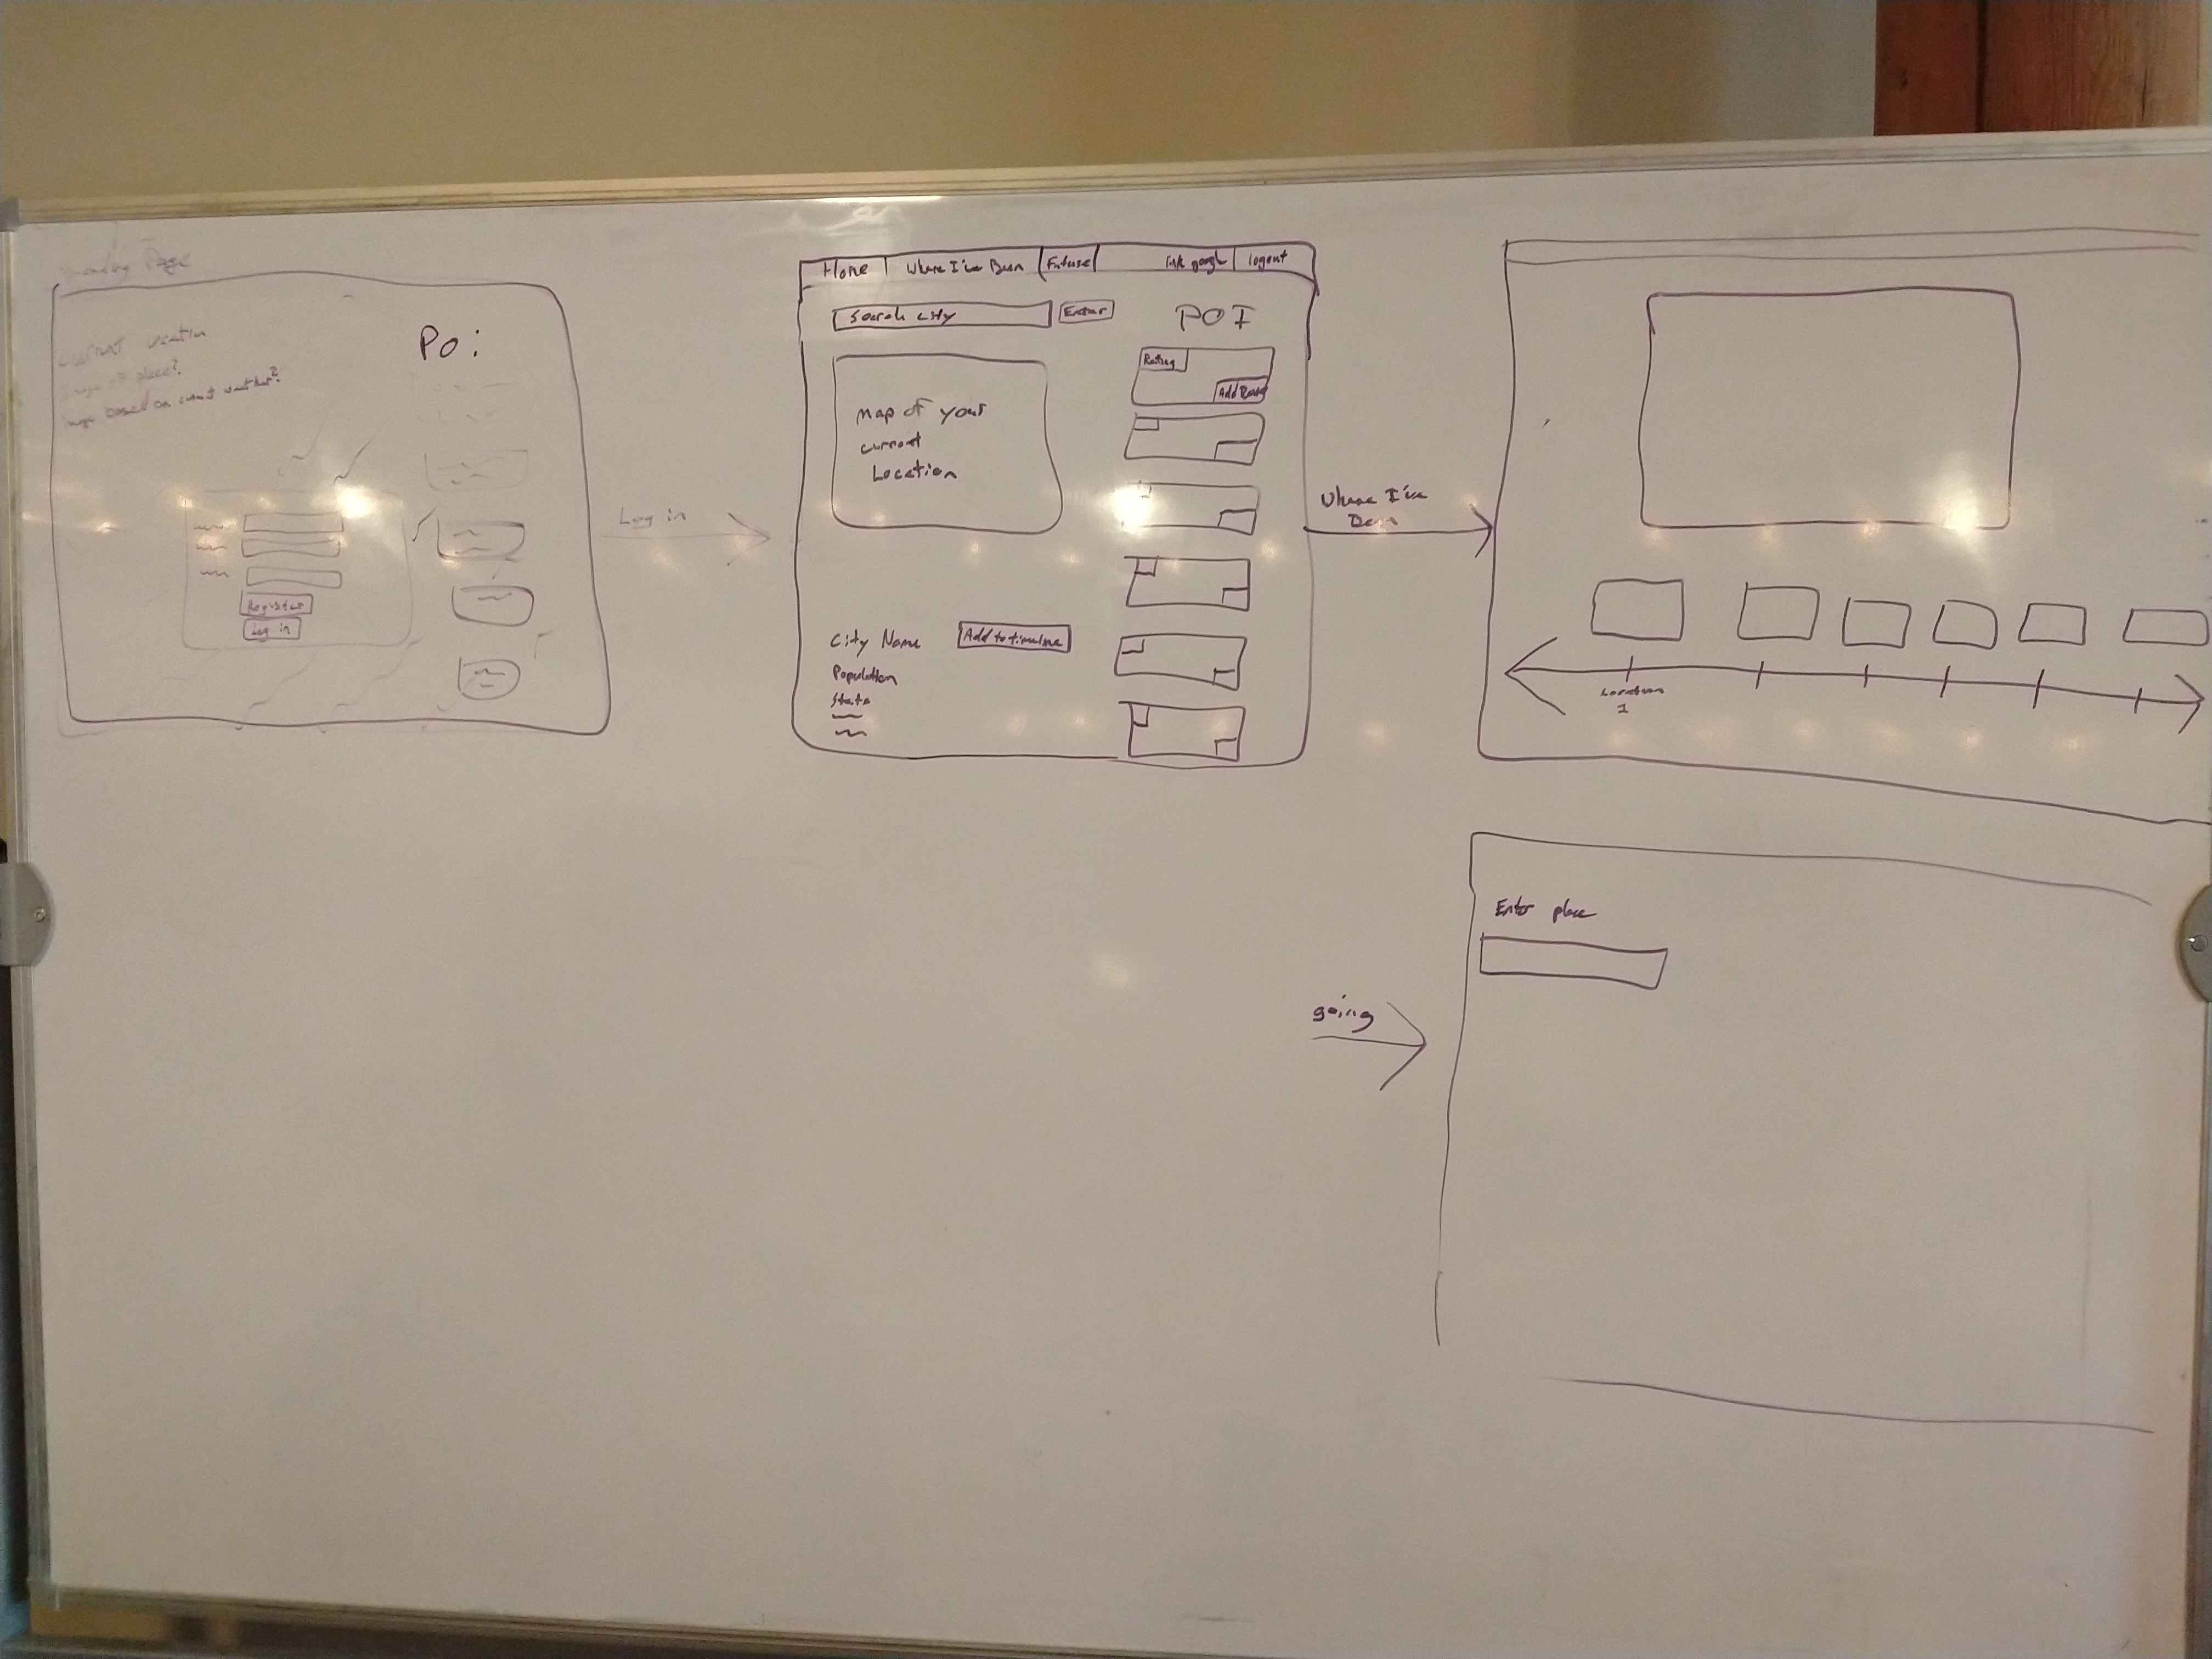 Landing Page
current location
image of place?
image based on current weather?
Poi
Register
Log in
Log in
Home
Where I've Been
Future
link google
logout
Search city
Enter
POI
Rating
Add
map of your
current
Location
City Name
Add to timeline
Population
State
Where I've
Been
Location
1
going
Enter place